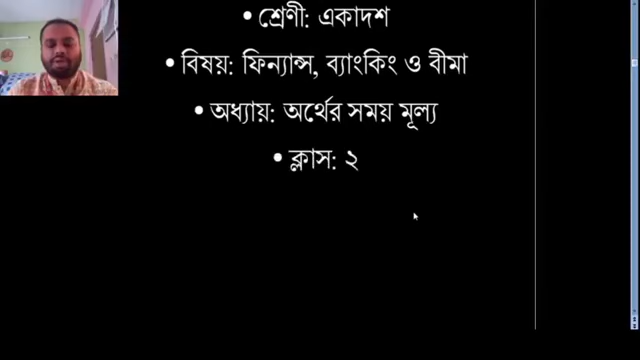 • শ্রেণী: একাদশ
• বিষয়: ফিন্যান্স, ব্যাংকিং ও বীমা
• অধ্যায়: অর্থের সময় মূল্য
• ক্লাস: ২